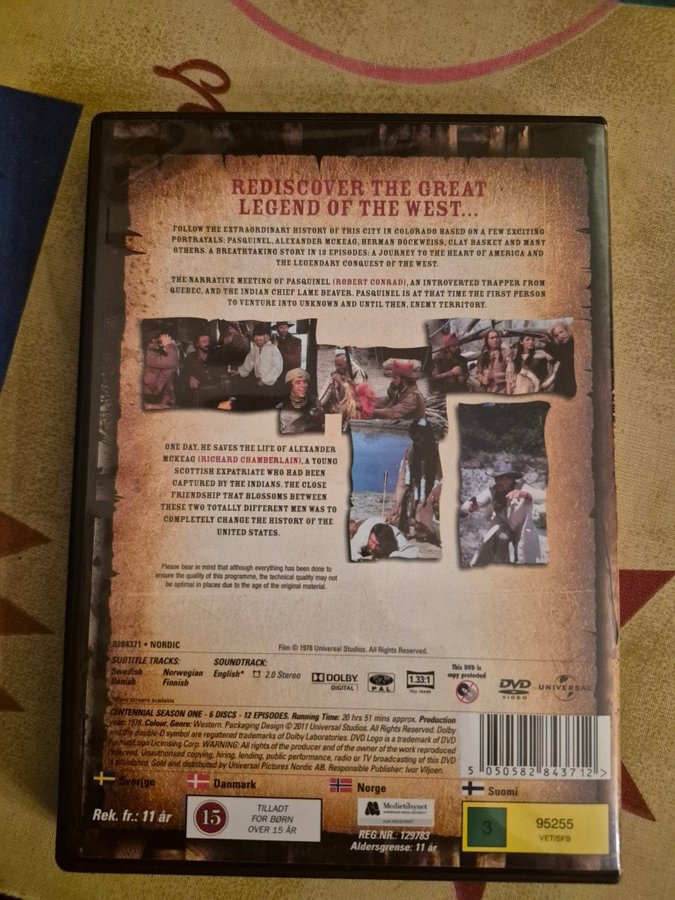 REDISCOVER THE GREAT
LEGEND OF THE WEST...
FOLLOW THE EXTRAORDINARY HISTORY OF THIS CITY IN COLORADO BASED ON A FEW EXCITING
PORTRAYALS: PASQUINEL, ALEXANDER MCKEAG, HERMAN BOCKWEISS, CLAY BASKET AND MANY
OTHERS. A BREATHTAKING STORY IN 12 EPISODES: A JOURNEY TO THE HEART OF AMERICA AND
THE LEGENDARY CONQUEST OF THE WEST.
THE NARRATIVE MEETING OF PASQUINEL (ROBERT CONRAD), AN INTROVERTED TRAPPER FROM
QUEBEC, AND THE INDIAN CHIEF LAME BEAVER. PASQUINEL IS AT THAT TIME THE FIRST PERSON
TO VENTURE INTO UNKNOWN AND UNTIL THEN, ENEMY TERRITORY.
ONE DAY, HE SAVES THE LIFE OF ALEXANDER
MCKEAG (RICHARD CHAMBERLAIN), A YOUNG
SCOTTISH EXPATRIATE WHO HAD BEEN
CAPTURED BY THE INDIANS. THE CLOSE
FRIENDSHIP THAT BLOSSOMS BETWEEN
THESE TWO TOTALLY DIFFERENT MEN WAS TO
COMPLETELY CHANGE THE HISTORY OF THE
UNITED STATES.
Please bear in mind that although everything has been done to
ensure the quality of this programme, the technical quality may not
be optimal in places due to the age of the original material.
8284371 • NORDIC
Film © 1978 Universal Studios. All Rights Reserved.
SUBTITLE TRACKS: SOUNDTRACK:
Swedish Norwegian English* 2.0 Stereo
Danish Finnish
DOLBY DIGITAL
2 PAL
1.33:1 FULL FRAME
This DVD is copy protected
DVD VIDEO
UNIVERSAL
*Menu screens available
CENTENNIAL SEASON ONE - 6 DISCS - 12 EPISODES. Running Time: 20 hrs 51 mins approx. Production
year: 1978. Colour. Genre: Western. Packaging Design © 2011 Universal Studios. Dolby
and the double-D symbol are registered trademarks of Dolby Laboratories. DVD Logo is a trademark of DVD
Format/Logo Licensing Corp. WARNING: All rights of the producer and of the owner of the work reproduced
reserved. Unauthorised copying, hiring, lending, public performance, radio or TV broadcasting of this DVD
is prohibited. Sold and distributed by Universal Pictures Nordic AB. Responsible Publisher: Ivor Viljoen.
5 050582 843712 >
Sverige Danmark Norge Suomi
Rek. fr.: 11 år
15
TILLADT
FOR BØRN
OVER 15 ÅR
Medietilsynet
REG.NR.: 129783
Aldersgrense: 11 år
3
95255
VET/SFB